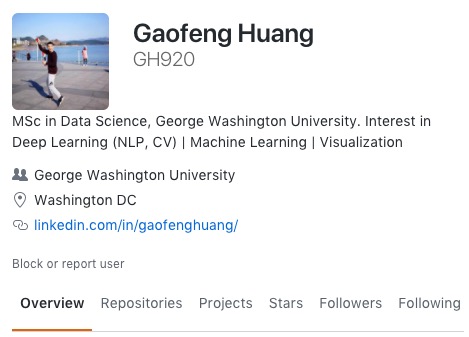 Gaofeng Huang
GH920
MSc in Data Science, George Washington University. Interest in
Deep Learning (NLP, CV) | Machine Learning | Visualization
George Washington University
Washington DC
linkedin.com/in/gaofenghuang/
Block or report user
Overview Repositories Projects Stars Followers Following